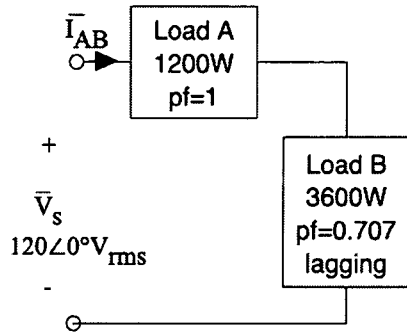 I̅AB
Load A
1200W
pf=1
+
V̅s
120∠0°Vrms
-
Load B
3600W
pf=0.707
lagging